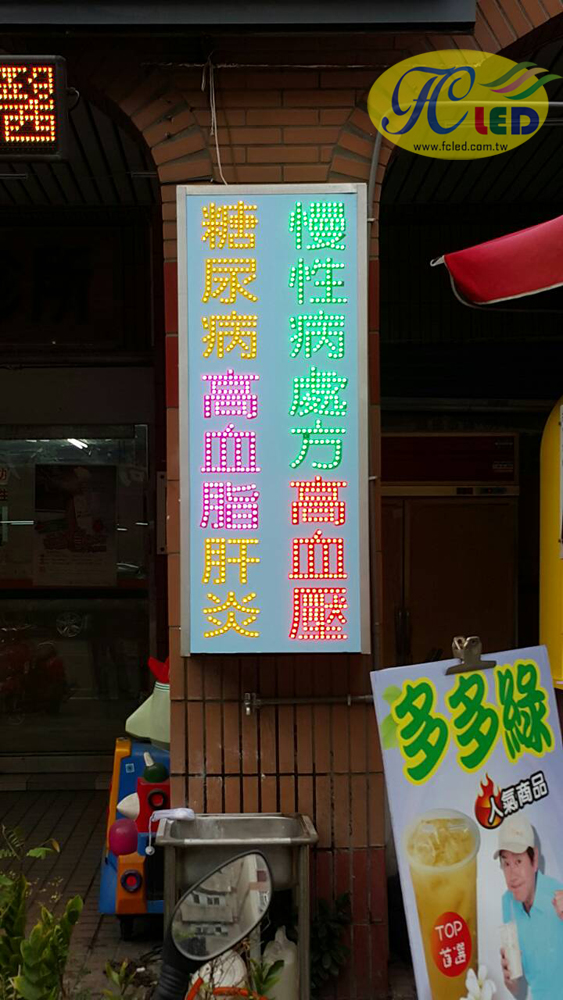 FC LED
www.fcled.com.tw
慢性病處方高血壓
糖尿病高血脂肝炎
多多綠
人氣商品
TOP
首選